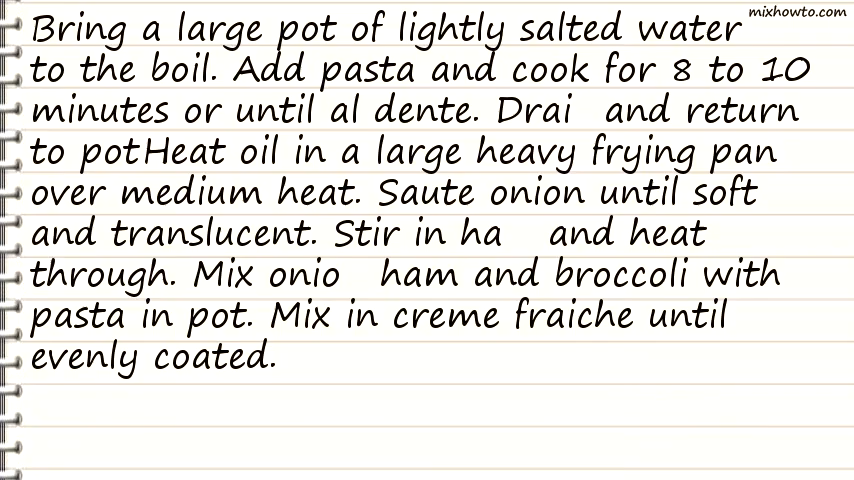 mixhowto.com
Bring a large pot of lightly salted water
to the boil. Add pasta and cook for 8 to 10
minutes or until al dente. Drai and return
to potHeat oil in a large heavy frying pan
over medium heat. Saute onion until soft
and translucent. Stir in ha and heat
through. Mix onio ham and broccoli with
pasta in pot. Mix in creme fraiche until
evenly coated.